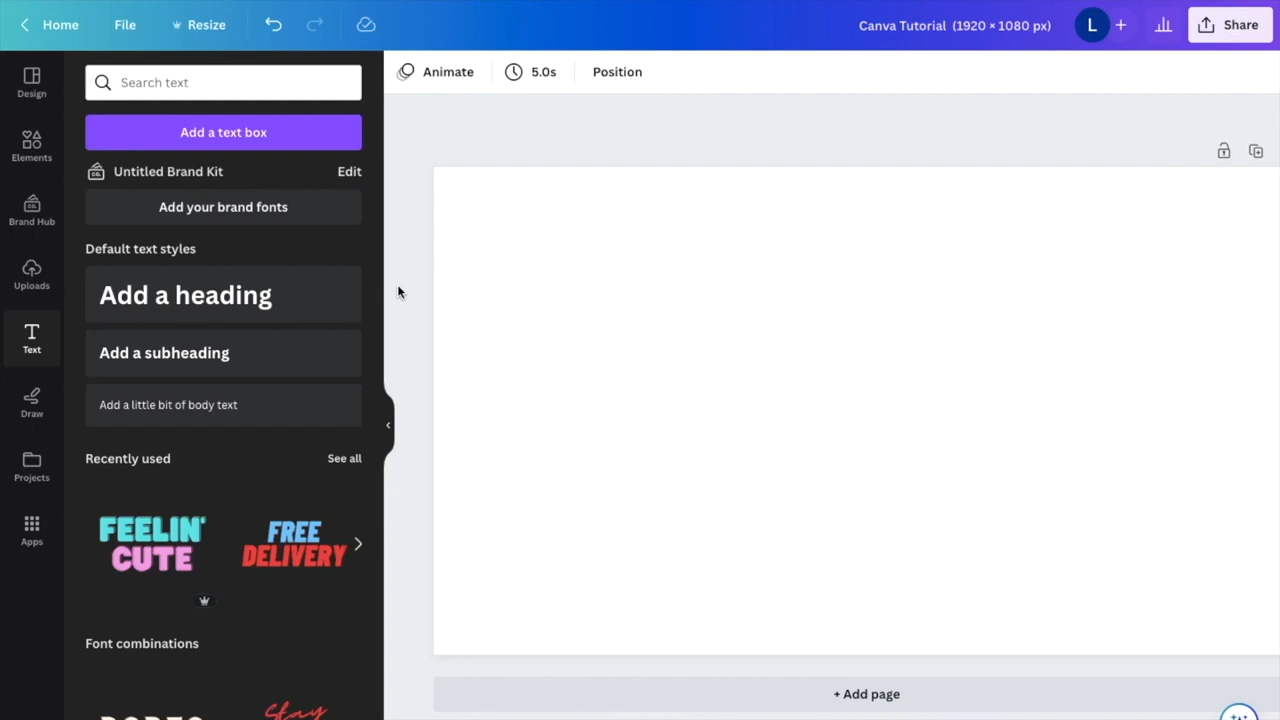 Home File Resize Canva Tutorial (1920 × 1080 px) L + Share
Design
Elements
Brand Hub
Uploads
Text
Draw
Projects
Apps
Search text
Add a text box
CO.
Untitled Brand Kit Edit
Add your brand fonts
Default text styles
Add a heading
Add a subheading
Add a little bit of body text
Recently used See all
FEELIN'
CUTE
FREE
DELIVERY
Font combinations
Stay
Animate 5.0s Position
+ Add page